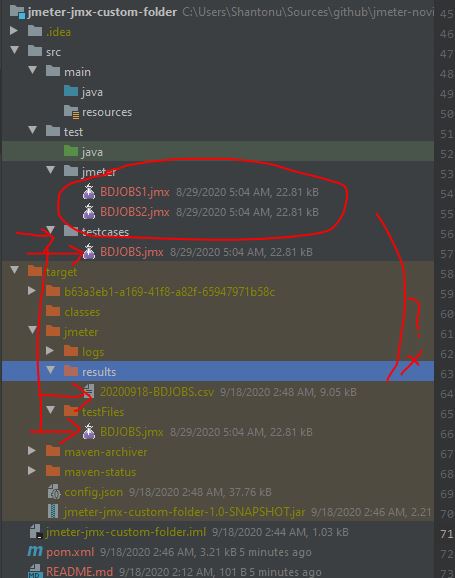 jmeter-jmx-custom-folder C:\Users\Shantonu\Sources\github\jmeter-novi 45
.idea 46
src 47
main 48
java 49
resources 50
test 51
java 52
jmeter 53
BDJOBS1.jmx 8/29/2020 5:04 AM, 22.81 kB 54
BDJOBS2.jmx 8/29/2020 5:04 AM, 22.81 kB 55
testcases 56
BDJOBS.jmx 8/29/2020 5:04 AM, 22.81 kB 57
target 58
b63a3eb1-a169-41f8-a82f-65947971b58c 59
classes 60
jmeter 61
logs 62
results 63
20200918-BDJOBS.csv 9/18/2020 2:48 AM, 9.05 kB 64
testFiles 65
BDJOBS.jmx 8/29/2020 5:04 AM, 22.81 kB 66
maven-archiver 67
maven-status 68
config.json 9/18/2020 2:48 AM, 37.76 kB 69
jmeter-jmx-custom-folder-1.0-SNAPSHOT.jar 9/18/2020 2:46 AM, 2.21 70
jmeter-jmx-custom-folder.iml 9/18/2020 2:44 AM, 1.03 kB 71
pom.xml 9/18/2020 2:46 AM, 3.21 kB 5 minutes ago 72
README.md 9/18/2020 2:12 AM, 101 B 5 minutes ago 73
?